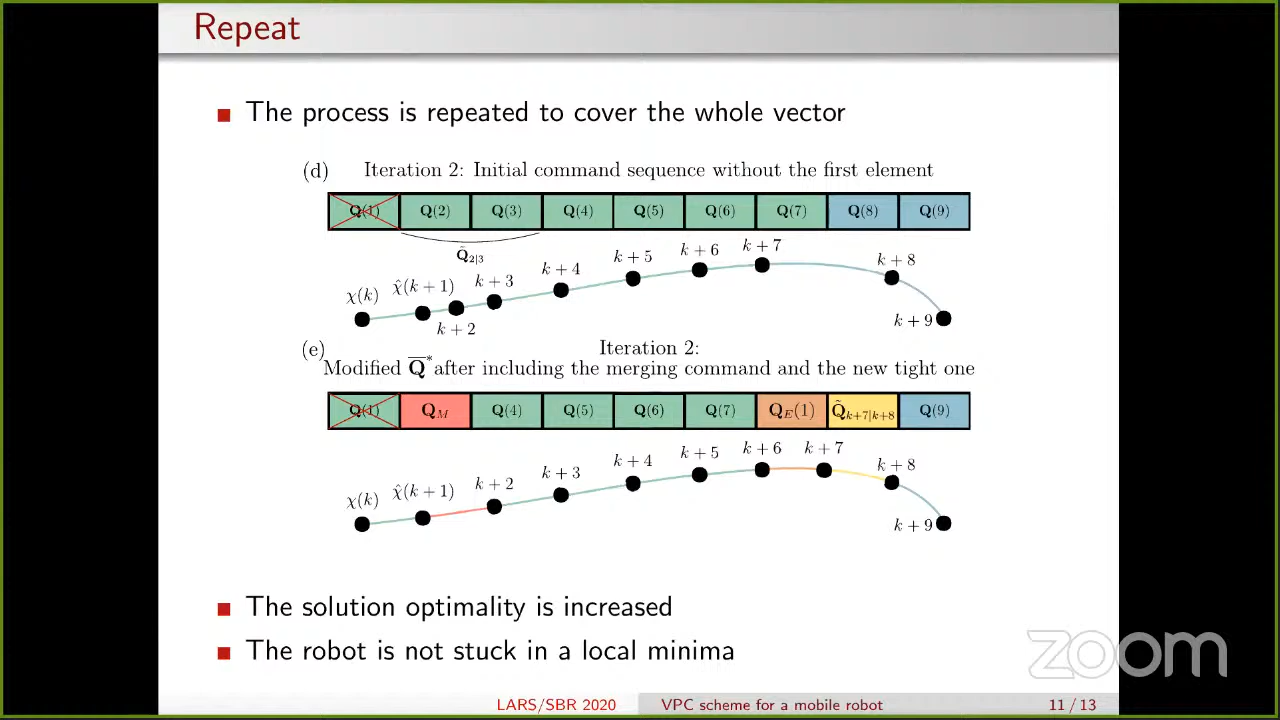 Repeat
The process is repeated to cover the whole vector
(d) Iteration 2: Initial command sequence without the first element
Q(1) Q(2) Q(3) Q(4) Q(5) Q(6) Q(7) Q(8) Q(9)
Q̃₂|₃
χ(k) χ̂(k+1) k+2 k+3 k+4 k+5 k+6 k+7 k+8 k+9
(e) Iteration 2:
Modified Q̅* after including the merging command and the new tight one
Q(1) Q_M Q(4) Q(5) Q(6) Q(7) Q_E(1) Q̃_{k+7|k+8} Q(9)
χ(k) χ̂(k+1) k+2 k+3 k+4 k+5 k+6 k+7 k+8 k+9
The solution optimality is increased
The robot is not stuck in a local minima
zoom
LARS/SBR 2020 VPC scheme for a mobile robot 11 / 13